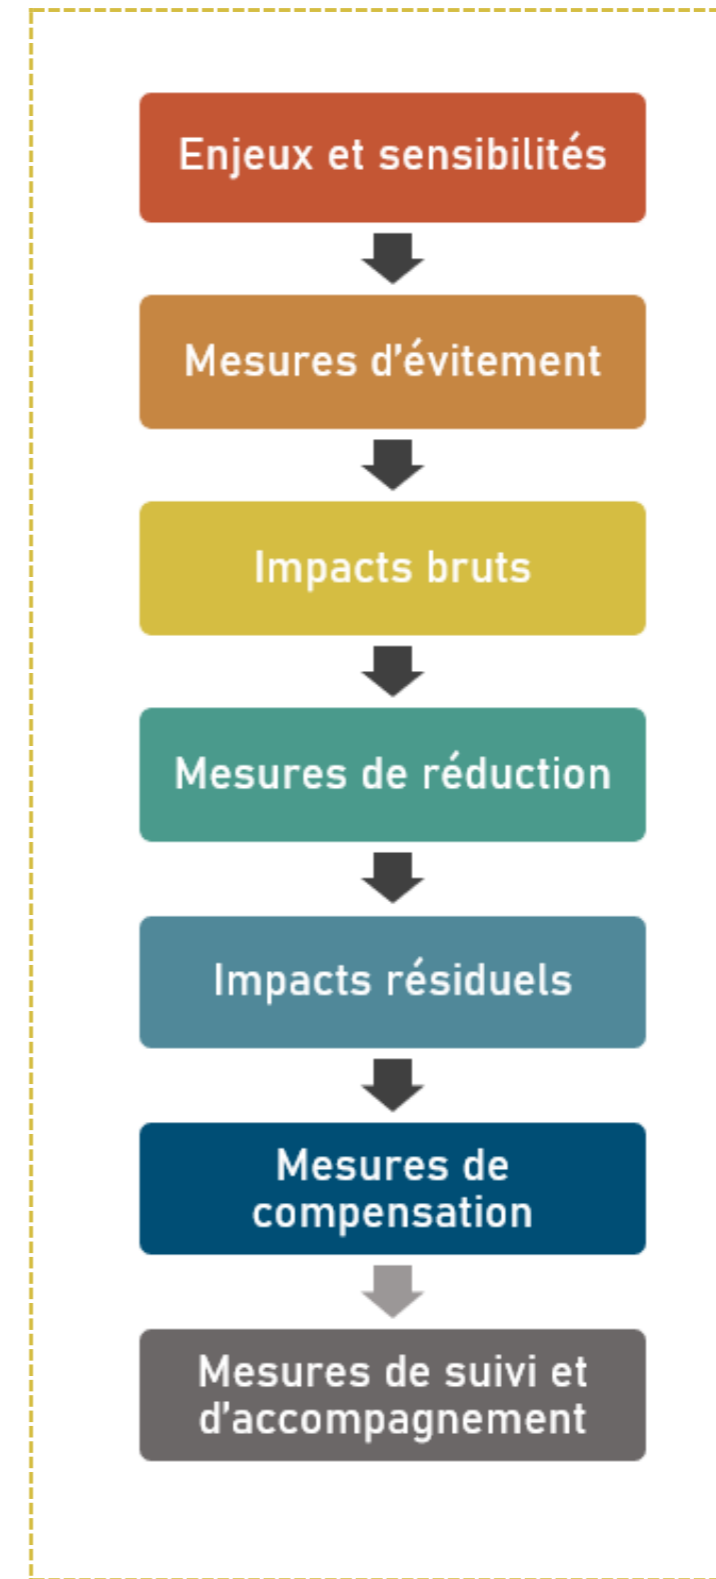 Enjeux et sensibilités
Mesures d'évitement
Impacts bruts
Mesures de réduction
Impacts résiduels
Mesures de
compensation
Mesures de suivi et
d'accompagnement